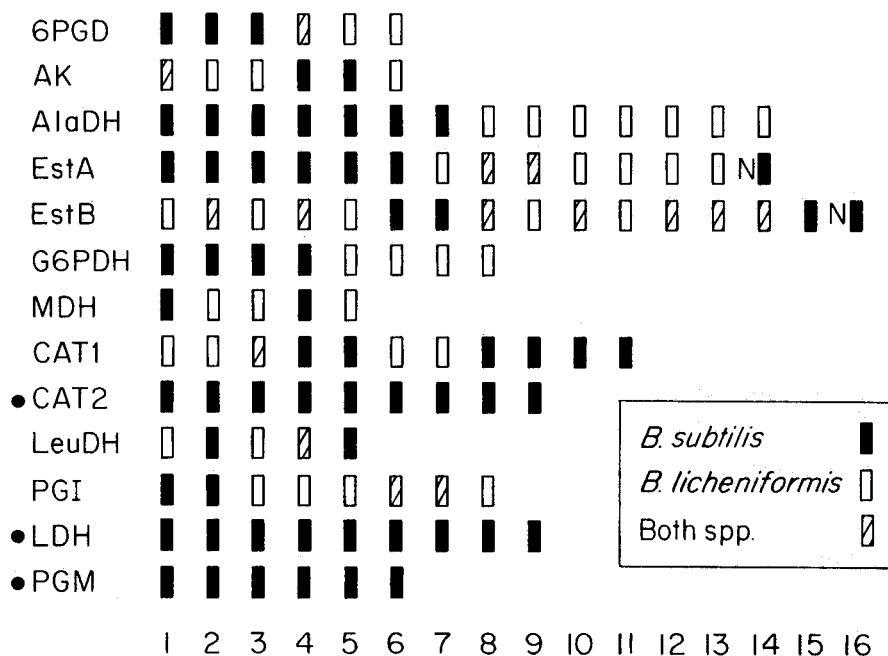 6PGD
AK
AlaDH
EstA N
EstB N
G6PDH
MDH
CAT1
● CAT2
LeuDH
PGI
● LDH
● PGM
1 2 3 4 5 6 7 8 9 10 11 12 13 14 15 16
B. subtilis
B. licheniformis
Both spp.